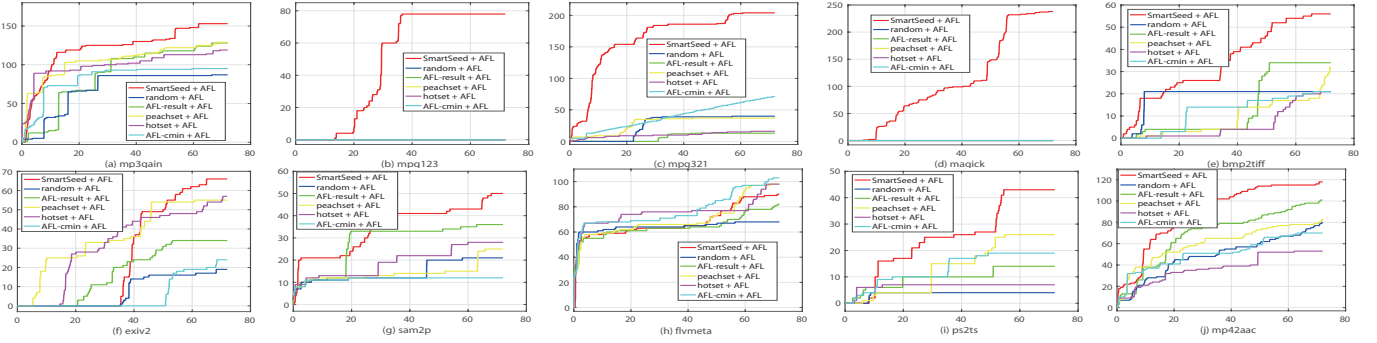 150
100
50
0
0 20 40 60 80
SmartSeed + AFL
random + AFL
AFL-result + AFL
peachset + AFL
hotset + AFL
AFL-cmin + AFL
(a) mp3gain
80
60
40
20
0
0 20 40 60 80
SmartSeed + AFL
random + AFL
AFL-result + AFL
peachset + AFL
hotset + AFL
AFL-cmin + AFL
(b) mpg123
200
150
100
50
0
0 20 40 60 80
SmartSeed + AFL
random + AFL
AFL-result + AFL
peachset + AFL
hotset + AFL
AFL-cmin + AFL
(c) mpg321
250
200
150
100
50
0
0 20 40 60 80
SmartSeed + AFL
random + AFL
AFL-result + AFL
peachset + AFL
hotset + AFL
AFL-cmin + AFL
(d) magick
60
50
40
30
20
10
0
0 20 40 60 80
SmartSeed + AFL
random + AFL
AFL-result + AFL
peachset + AFL
hotset + AFL
AFL-cmin + AFL
(e) bmp2tiff
70
60
50
40
30
20
10
0
0 20 40 60 80
SmartSeed + AFL
random + AFL
AFL-result + AFL
peachset + AFL
hotset + AFL
AFL-cmin + AFL
(f) exiv2
60
50
40
30
20
10
0
0 20 40 60 80
SmartSeed + AFL
random + AFL
AFL-result + AFL
peachset + AFL
hotset + AFL
AFL-cmin + AFL
(g) sam2p
100
80
60
40
20
0
0 20 40 60 80
SmartSeed + AFL
random + AFL
AFL-result + AFL
peachset + AFL
hotset + AFL
AFL-cmin + AFL
(h) flvmeta
50
40
30
20
10
0
0 20 40 60 80
SmartSeed + AFL
random + AFL
AFL-result + AFL
peachset + AFL
hotset + AFL
AFL-cmin + AFL
(i) ps2ts
120
100
80
60
40
20
0
0 20 40 60 80
SmartSeed + AFL
random + AFL
AFL-result + AFL
peachset + AFL
hotset + AFL
AFL-cmin + AFL
(j) mp42aac